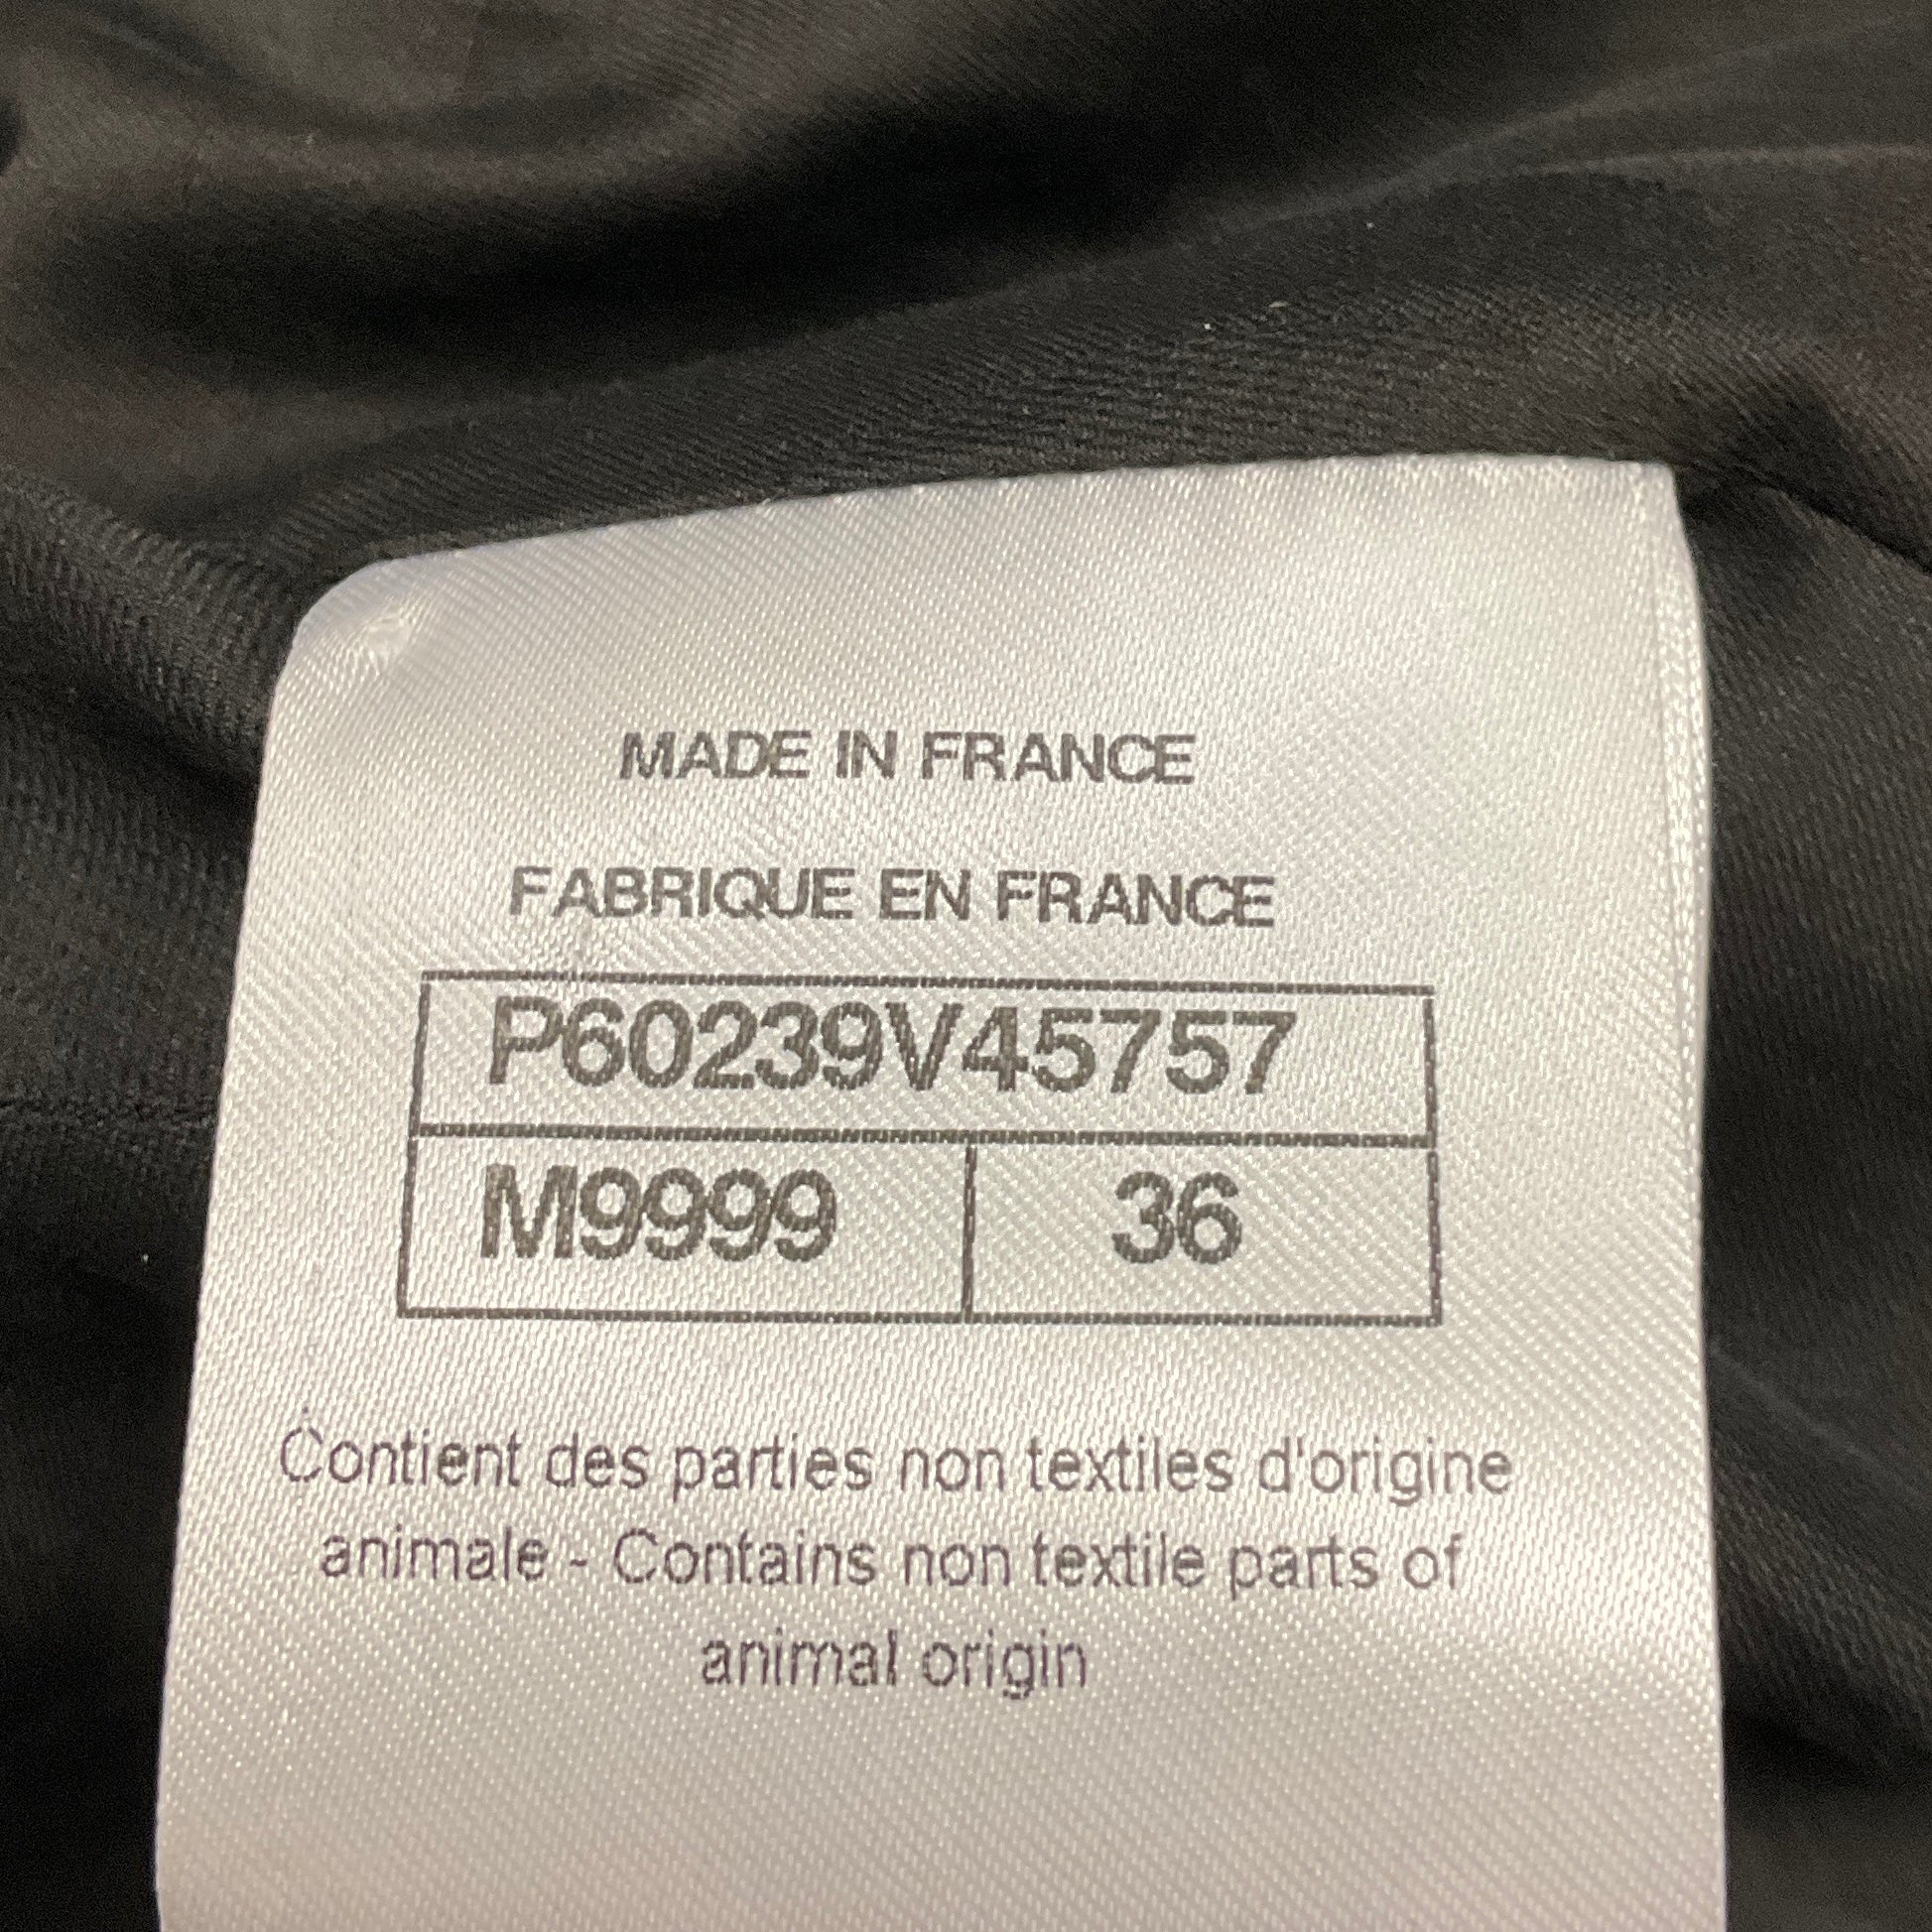 MADE IN FRANCE
FABRIQUE EN FRANCE
P60239V45757
M9999 36
Contient des parties non textiles d'origine
animale - Contains non textile parts of
animal origin